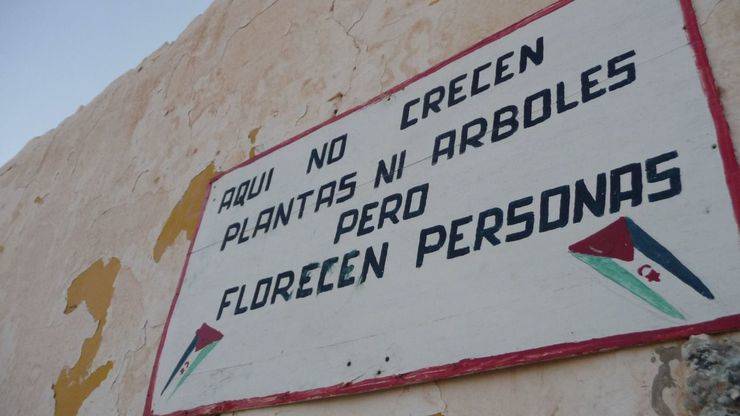 AQUI NO CRECEN
PLANTAS NI ARBOLES
PERO
FLORECEN PERSONAS